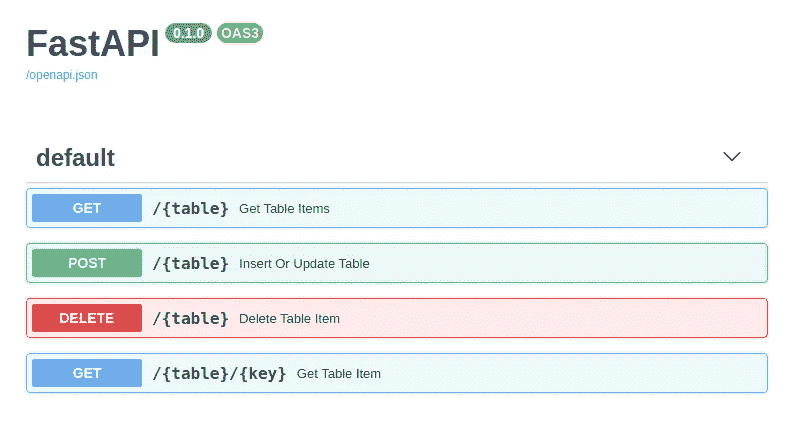 FastAPI 0.1.0 OAS3
/openapi.json
default
GET /{table} Get Table Items
POST /{table} Insert Or Update Table
DELETE /{table} Delete Table Item
GET /{table}/{key} Get Table Item